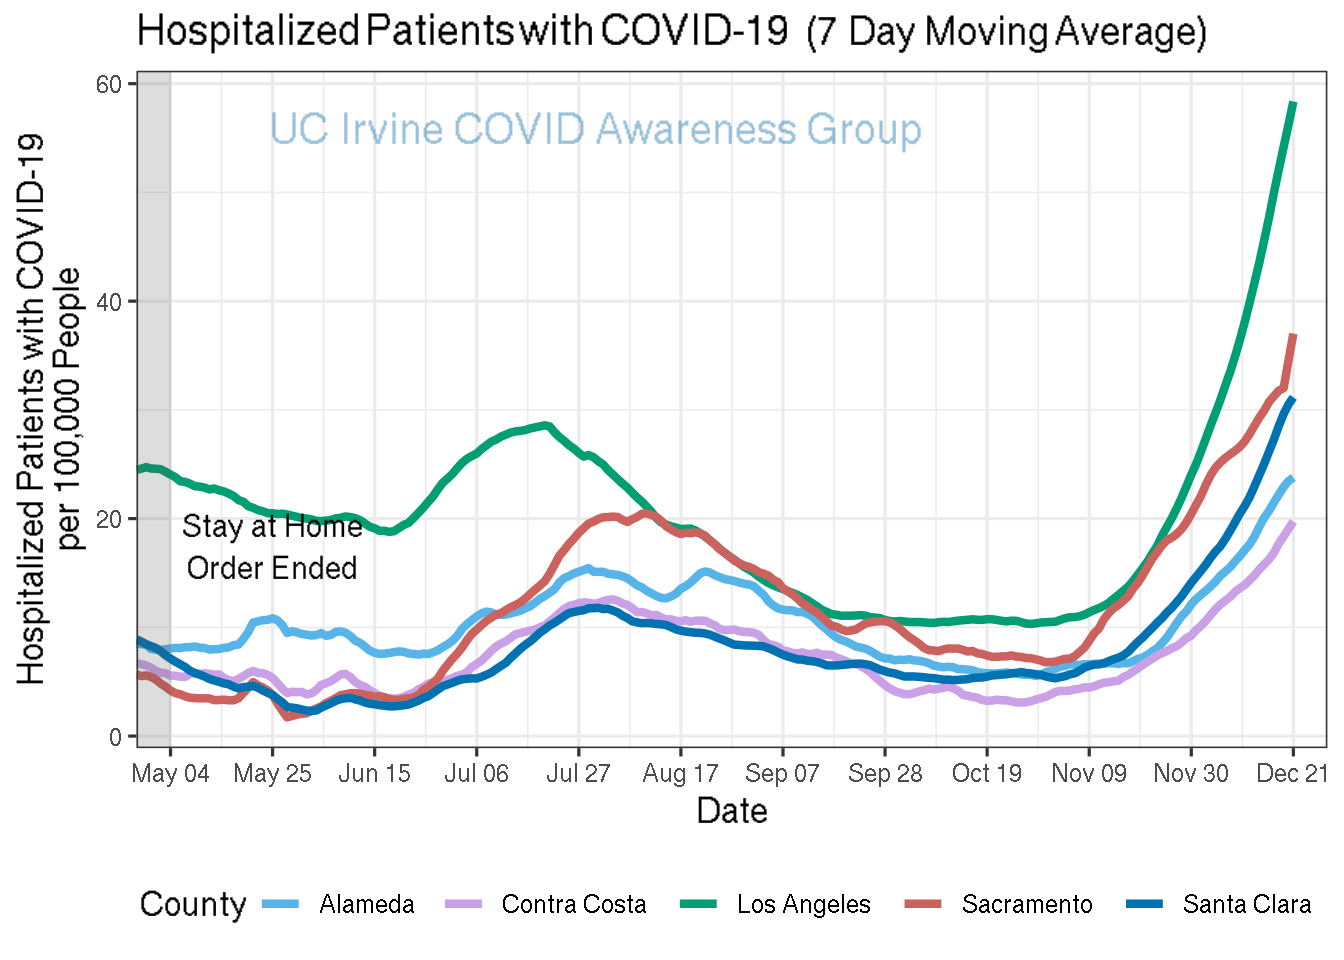 Hospitalized Patients with COVID-19 (7 Day Moving Average)
Hospitalized Patients with COVID-19
per 100,000 People
60
40
20
0
UC Irvine COVID Awareness Group
Stay at Home
Order Ended
May 04 May 25 Jun 15 Jul 06 Jul 27 Aug 17 Sep 07 Sep 28 Oct 19 Nov 09 Nov 30 Dec 21
Date
County Alameda Contra Costa Los Angeles Sacramento Santa Clara